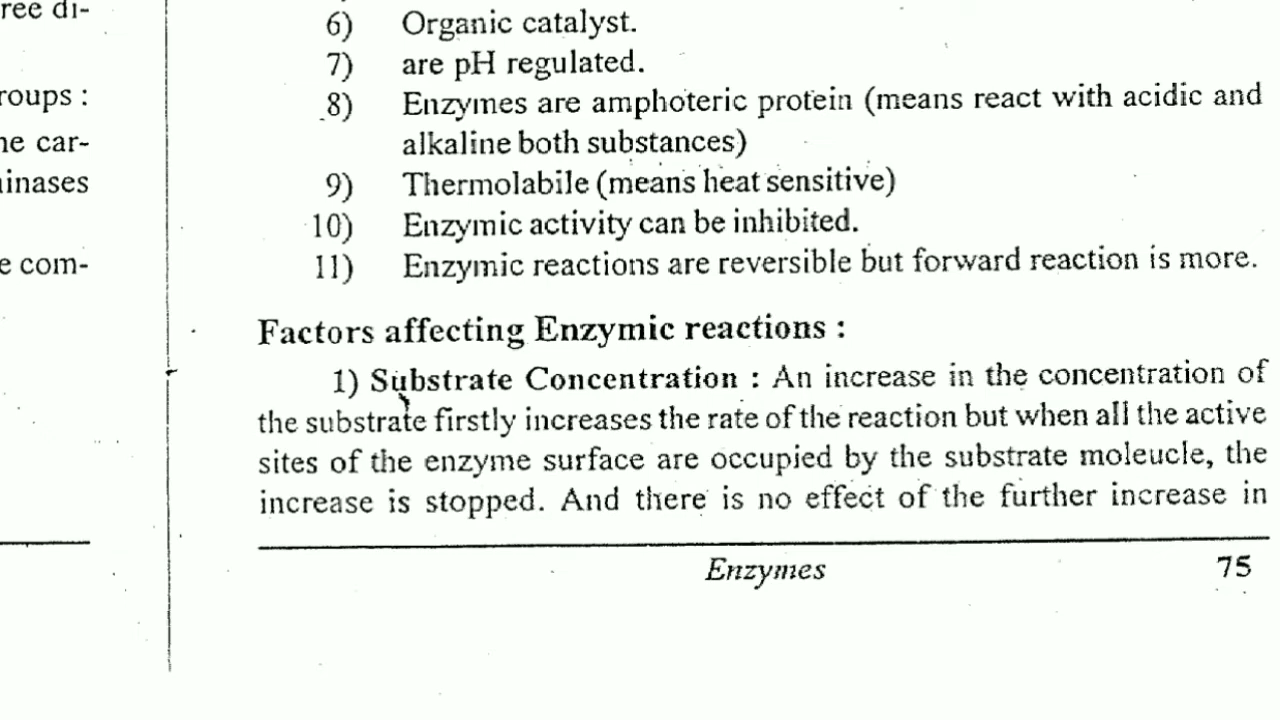 ree di-
roups :
ne car-
inases
e com-
6) Organic catalyst.
7) are pH regulated.
8) Enzymes are amphoteric protein (means react with acidic and
alkaline both substances)
9) Thermolabile (means heat sensitive)
10) Enzymic activity can be inhibited.
11) Enzymic reactions are reversible but forward reaction is more.
Factors affecting Enzymic reactions :
1) Substrate Concentration : An increase in the concentration of
the substrate firstly increases the rate of the reaction but when all the active
sites of the enzyme surface are occupied by the substrate moleucle, the
increase is stopped. And there is no effect of the further increase in
Enzymes 75